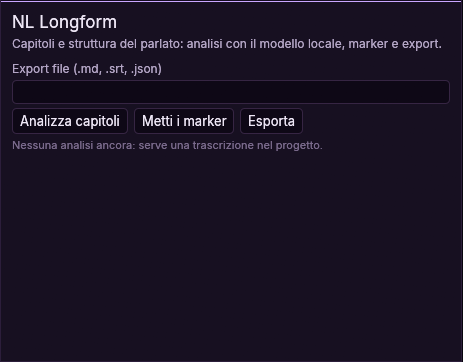 NL Longform
Capitoli e struttura del parlato: analisi con il modello locale, marker e export.
Export file (.md, .srt, .json)
Analizza capitoli Metti i marker Esporta
Nessuna analisi ancora: serve una trascrizione nel progetto.